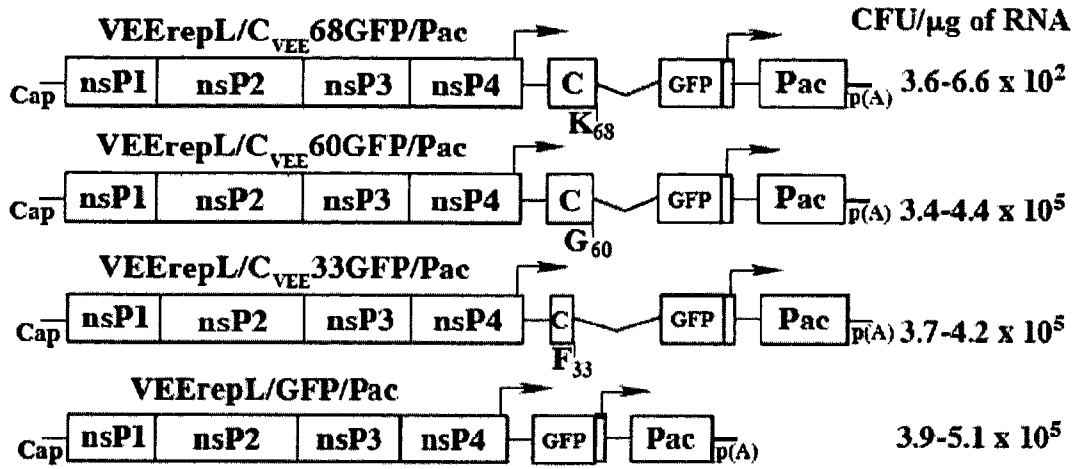 VEErepL/C_VEE68GFP/Pac
CFU/μg of RNA
Cap nsP1 nsP2 nsP3 nsP4 C GFP Pac p(A) 3.6-6.6 x 10²
K₆₈
VEErepL/C_VEE60GFP/Pac
Cap nsP1 nsP2 nsP3 nsP4 C GFP Pac p(A) 3.4-4.4 x 10⁵
G₆₀
VEErepL/C_VEE33GFP/Pac
Cap nsP1 nsP2 nsP3 nsP4 C GFP Pac p(A) 3.7-4.2 x 10⁵
F₃₃
VEErepL/GFP/Pac
Cap nsP1 nsP2 nsP3 nsP4 GFP Pac p(A) 3.9-5.1 x 10⁵